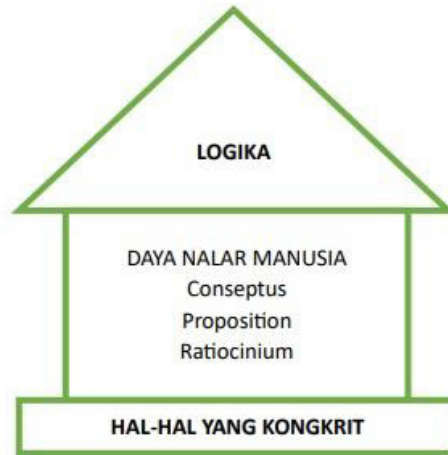 LOGIKA
DAYA NALAR MANUSIA
Conseptus
Proposition
Ratiocinium
HAL-HAL YANG KONGKRIT